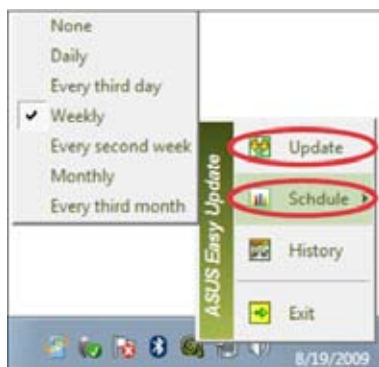 None
Daily
Every third day
Weekly
Every second week
Monthly
Every third month
ASUS Easy Update
Update
Schdule
History
Exit
8/19/2009